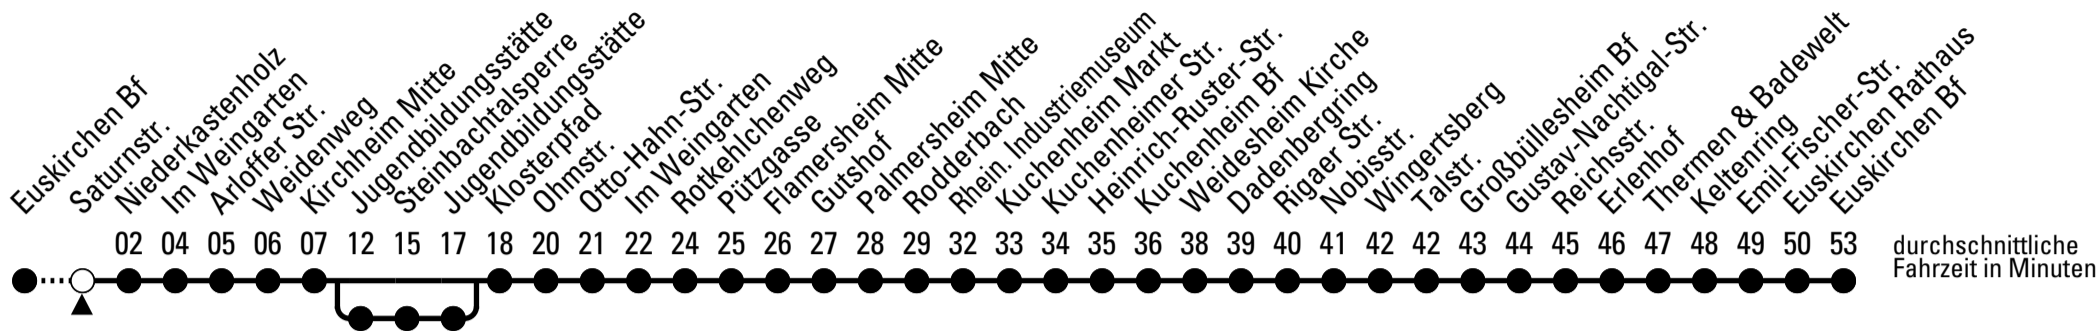 Euskirchen Bf
Saturnstr.
Niederkastenholz
Im Weingarten
Arloffer Str.
Weidenweg
Kirchheim Mitte
Jugendbildungsstätte
Steinbachtalsperre
Jugendbildungsstätte
Klosterpfad
Ohmstr.
Otto-Hahn-Str.
Im Weingarten
Rotkehlchenweg
Pützgasse
Flamersheim Mitte
Gutshof
Palmersheim Mitte
Rodderbach
Rhein. Industriemuseum
Kuchenheim Markt
Kuchenheimer Str.
Heinrich-Ruster-Str.
Kuchenheim Bf
Weidesheim Kirche
Dadenbergring
Rigaer Str.
Nobisstr.
Wingertsberg
Talstr.
Großbüllesheim Bf
Gustav-Nachtigal-Str.
Reichsstr.
Erlenhof
Thermen & Badewelt
Keltenring
Emil-Fischer-Str.
Euskirchen Rathaus
Euskirchen Bf
02 04 05 06 07 12 15 17 18 20 21 22 24 25 26 27 28 29 32 33 34 35 36 38 39 40 41 42 42 43 44 45 46 47 48 49 50 53
durchschnittliche
Fahrzeit in Minuten